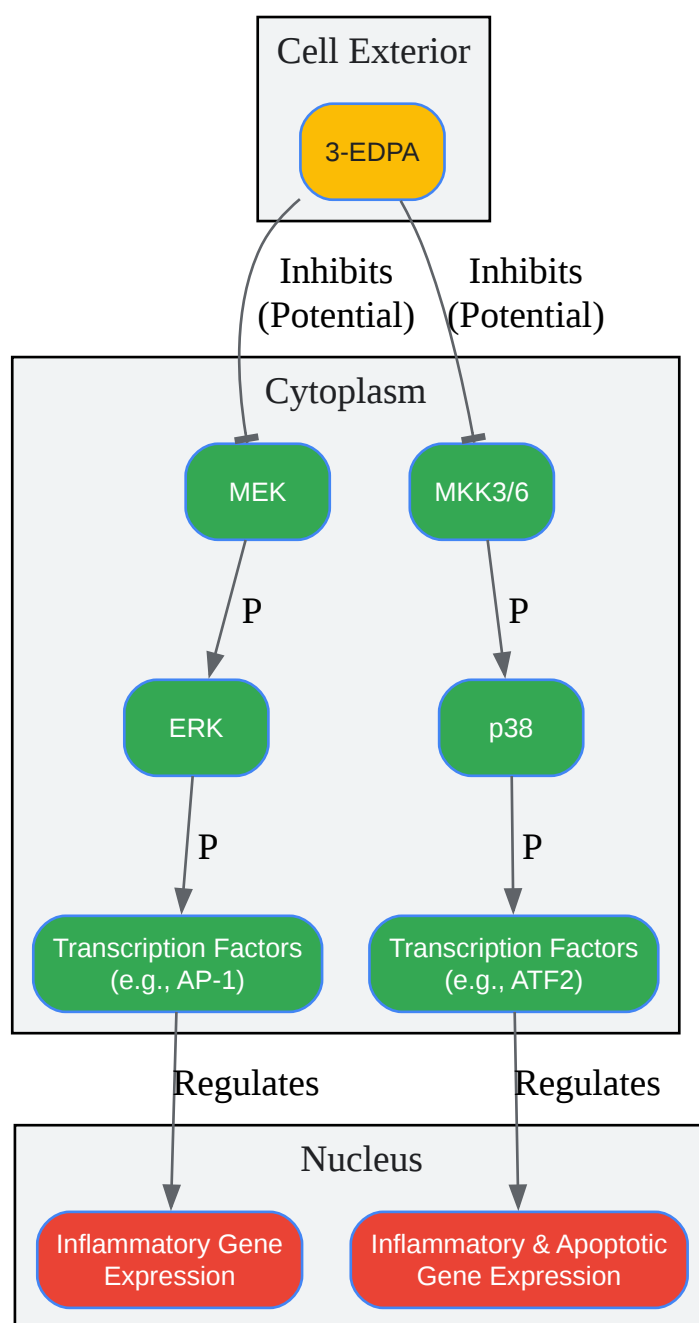 Cell Exterior
3-EDPA
Inhibits
(Potential)
Inhibits
(Potential)
Cytoplasm
MEK
MKK3/6
P
P
ERK
p38
P
P
Transcription Factors
(e.g., AP-1)
Transcription Factors
(e.g., ATF2)
Regulates
Regulates
Nucleus
Inflammatory Gene
Expression
Inflammatory & Apoptotic
Gene Expression